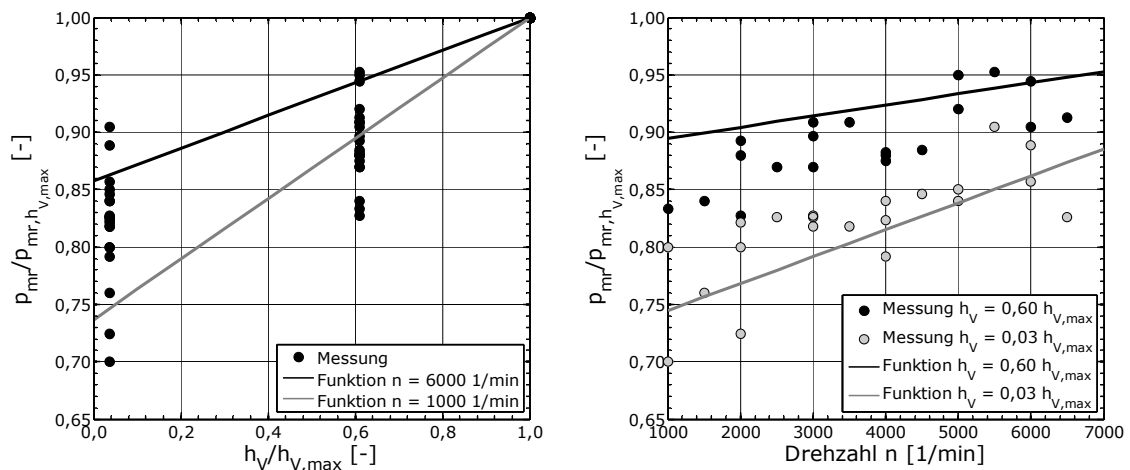 1,00
0,95
0,90
0,85
0,80
0,75
0,70
0,65
p_mr/p_mr,h_V,max [-]
0,0 0,2 0,4 0,6 0,8 1,0
h_V/h_V,max [-]
Messung
Funktion n = 6000 1/min
Funktion n = 1000 1/min
1,00
0,95
0,90
0,85
0,80
0,75
0,70
0,65
p_mr/p_mr,h_V,max [-]
1000 2000 3000 4000 5000 6000 7000
Drehzahl n [1/min]
Messung h_V = 0,60 h_V,max
Messung h_V = 0,03 h_V,max
Funktion h_V = 0,60 h_V,max
Funktion h_V = 0,03 h_V,max